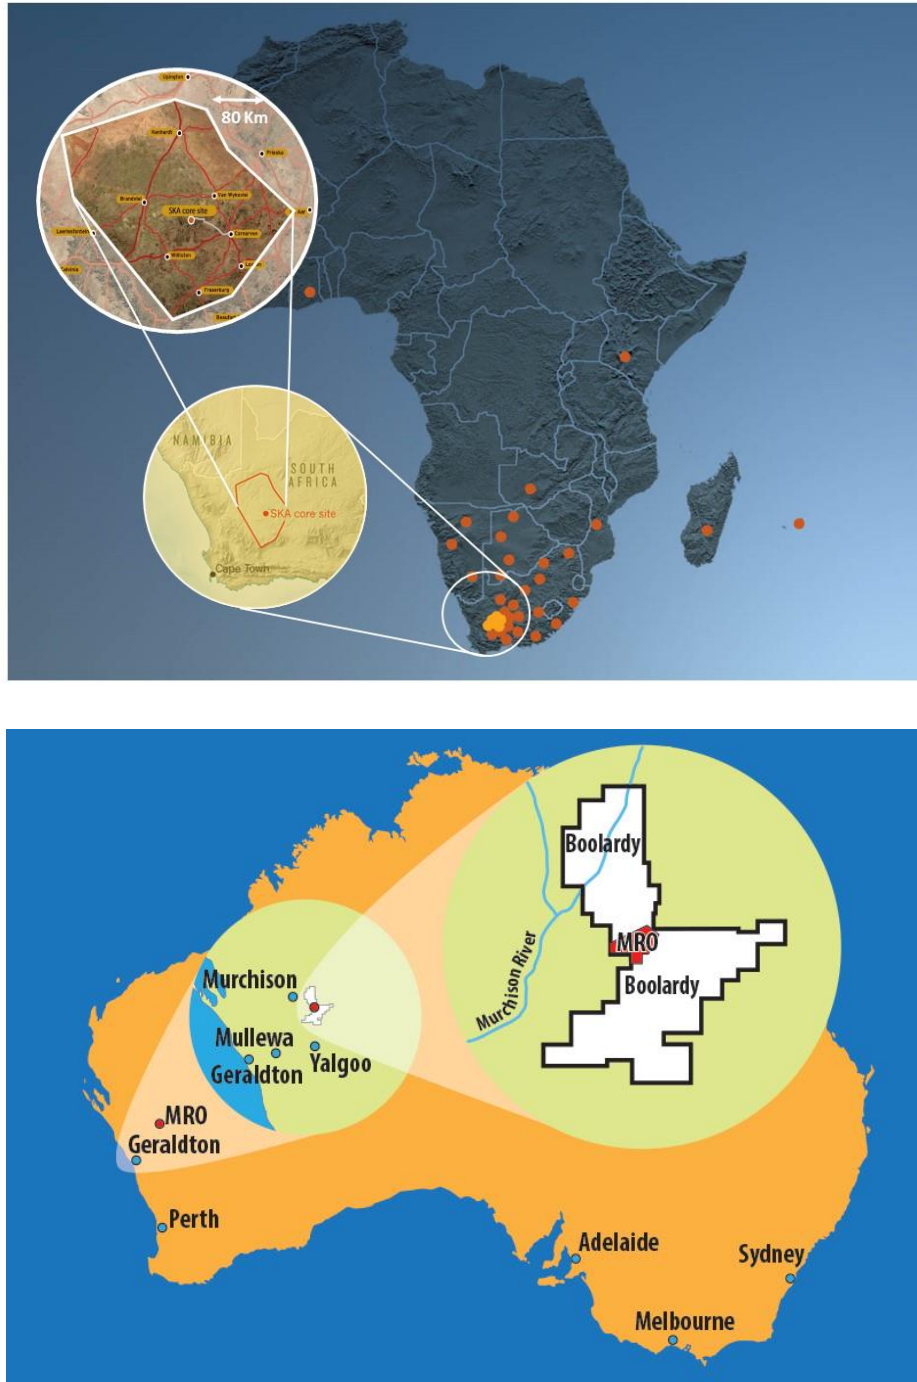 Upington
80 Km
Kenhardt
Prieska
Van Wyksvlei
Brandvlei
SKA core site
Carnarvon
Loeriesfontein
Williston
Calvinia
Fraserburg
NAMIBIA
SOUTH
AFRICA
SKA core site
Cape Town
Boolardy
MRO
Boolardy
Murchison River
Murchison
Mullewa
Geraldton
Yalgoo
MRO
Geraldton
Perth
Adelaide
Sydney
Melbourne